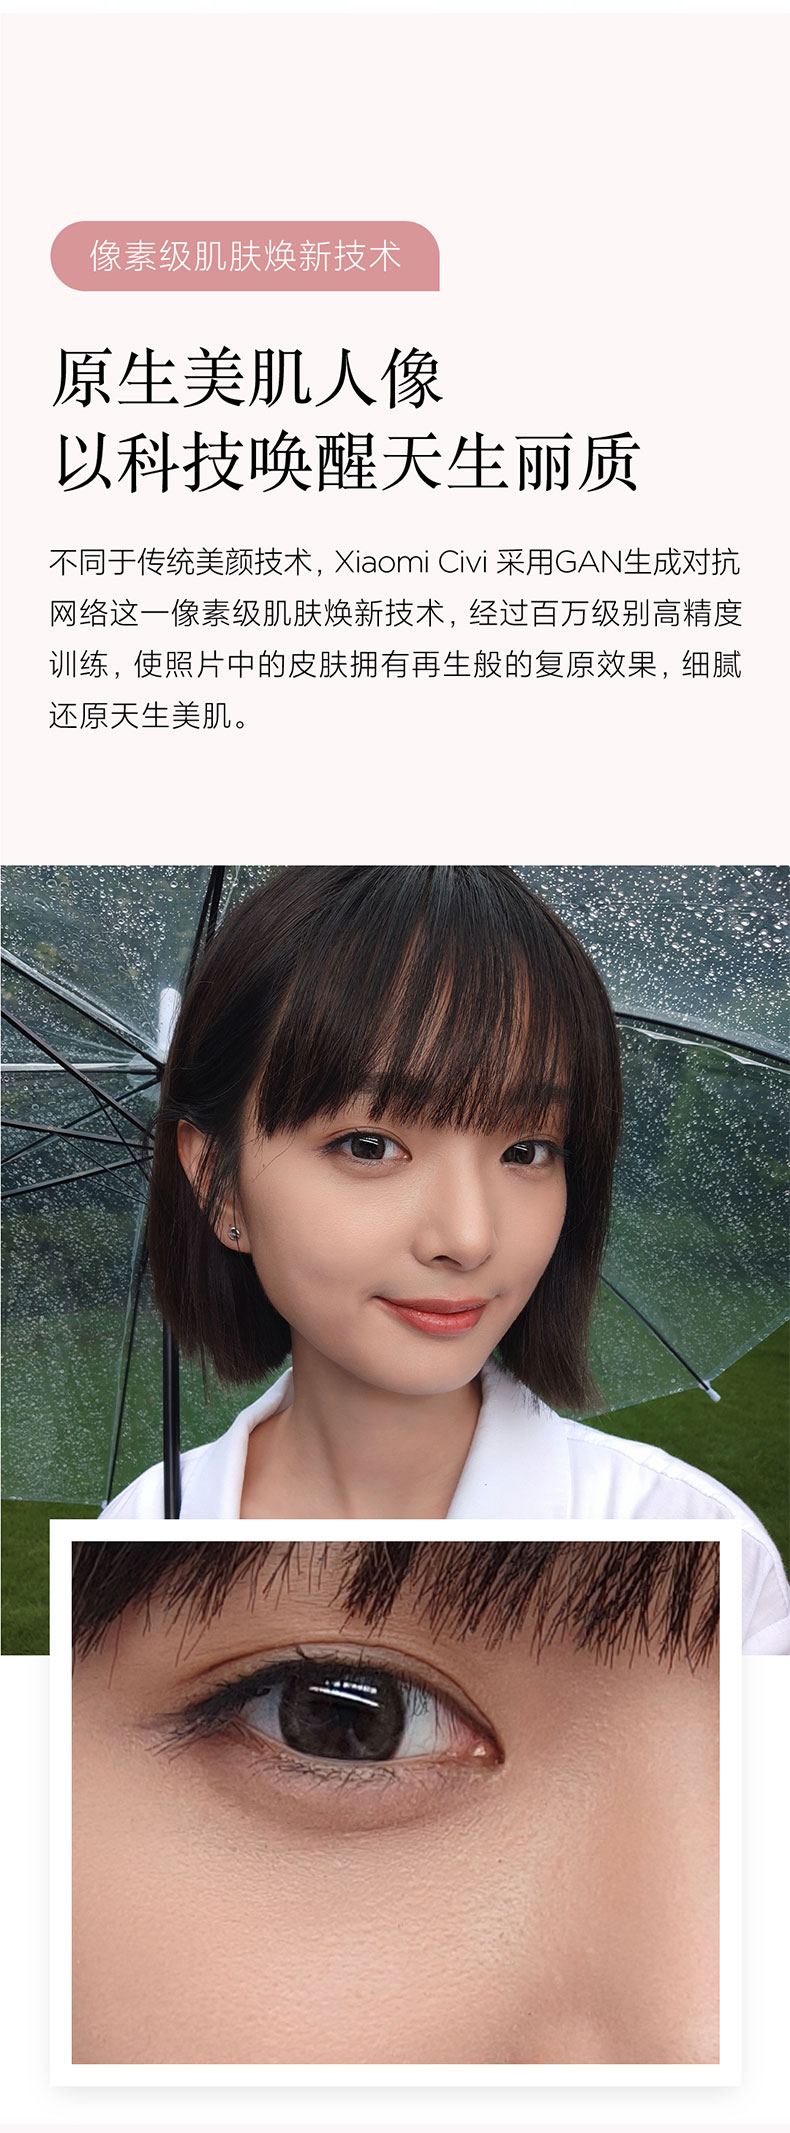 像素级肌肤焕新技术
原生美肌人像
以科技唤醒天生丽质
不同于传统美颜技术, Xiaomi Civi 采用GAN生成对抗
网络这一像素级肌肤焕新技术, 经过百万级别高精度
训练, 使照片中的皮肤拥有再生般的复原效果, 细腻
还原天生美肌。